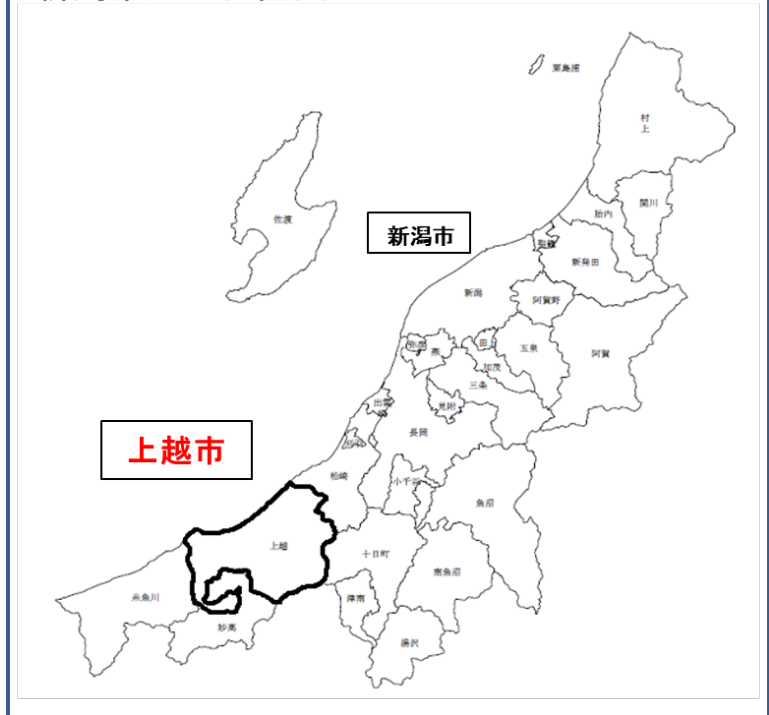 粟島浦
村上
関川
胎内
佐渡
新潟市
聖籠
新発田
新潟
阿賀野
弥彦
燕
田上
五泉
阿賀
加茂
三条
出雲崎
見附
長岡
上越市
刈羽
柏崎
小千谷
魚沼
上越
十日町
南魚沼
糸魚川
津南
妙高
湯沢